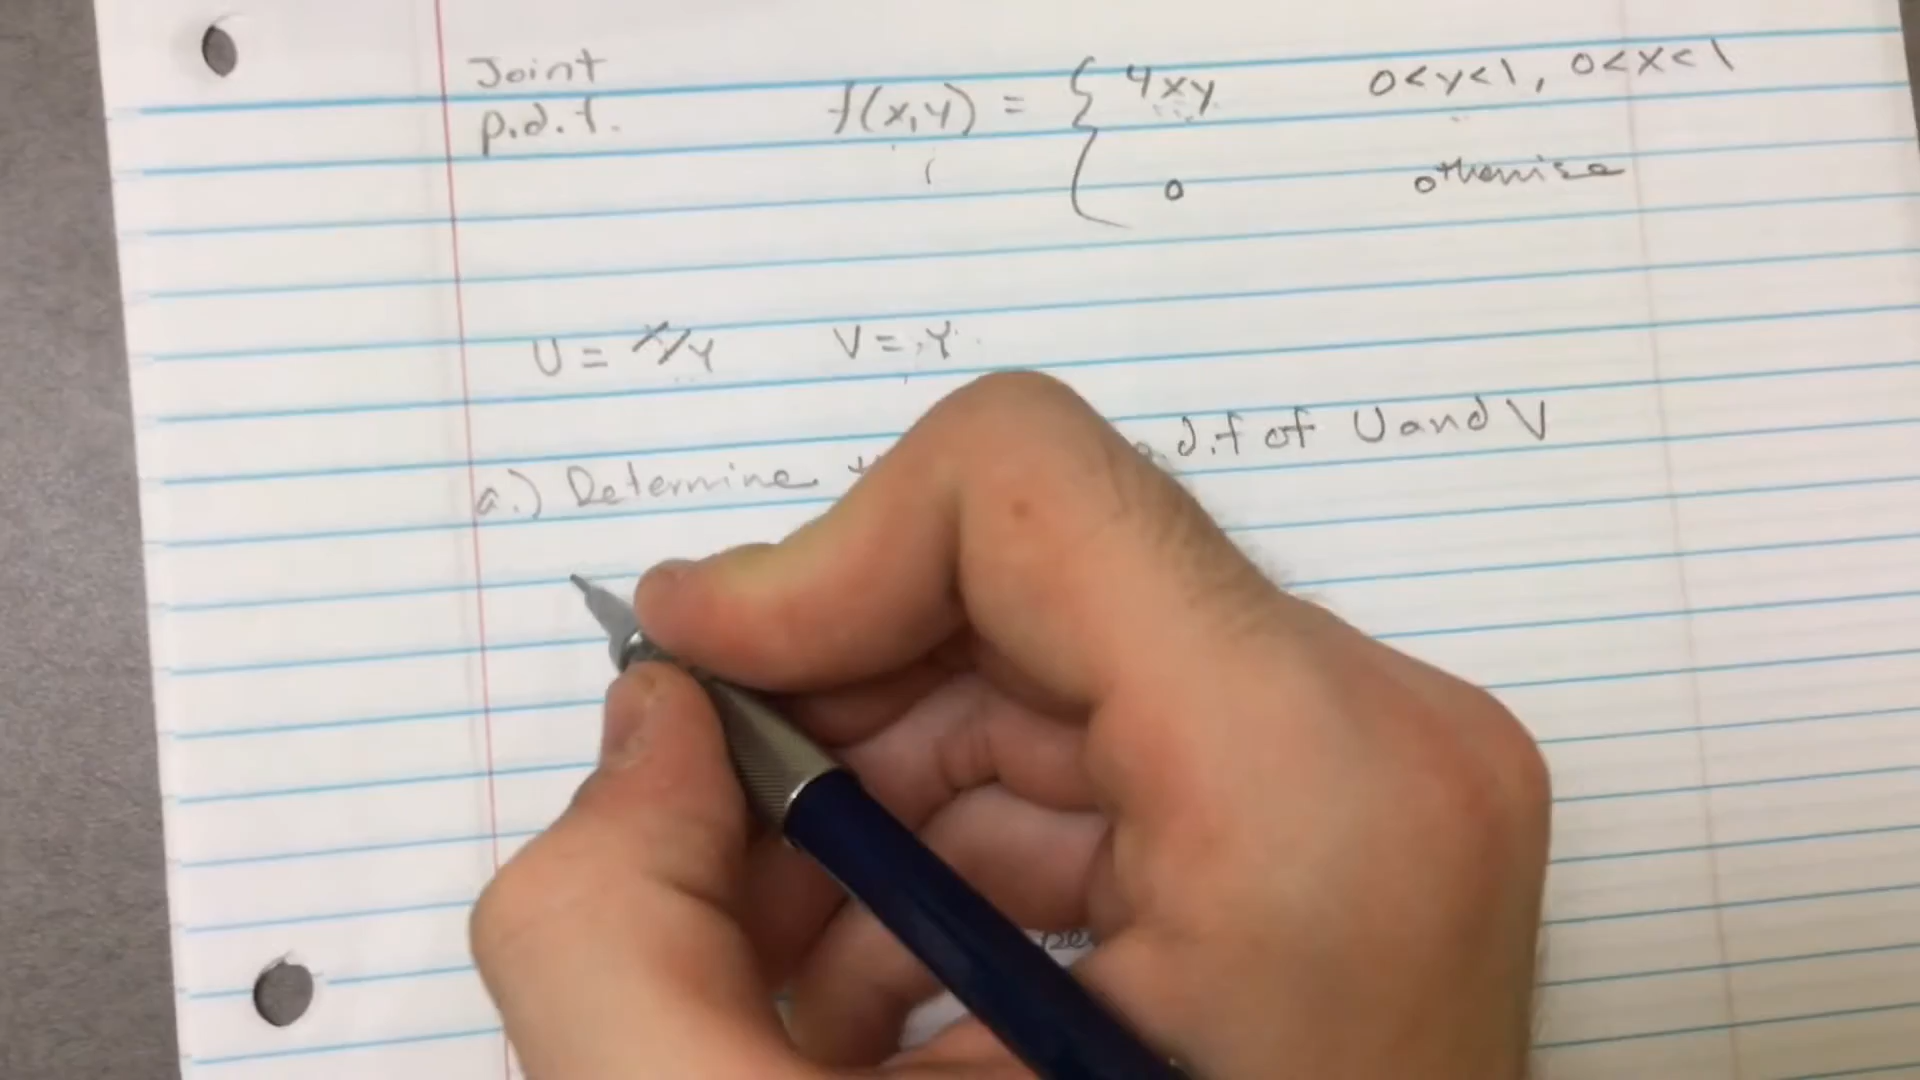 Joint
p.d.f.
f(x,y) = { 4xy 0<y<1, 0<x<1
0 otherwise
U = X/Y V = Y
a.) Determine d.f of U and V